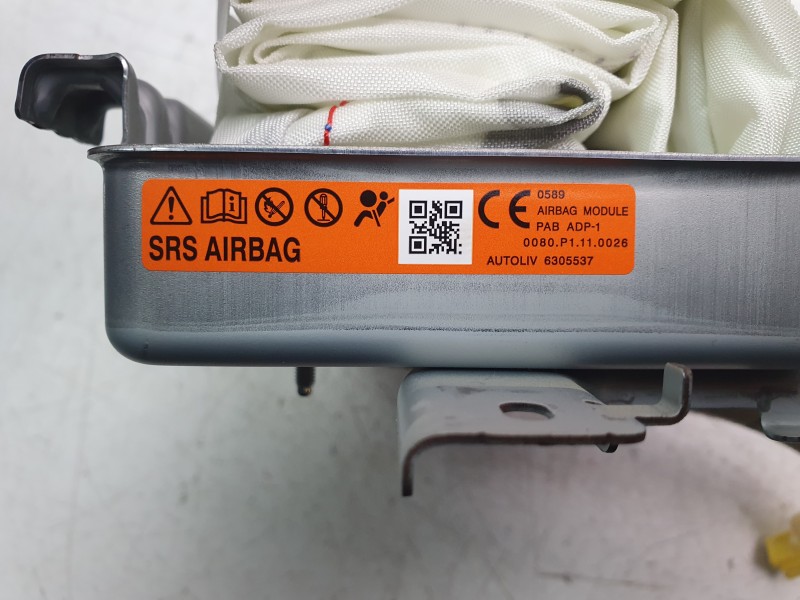 SRS AIRBAG
CE 0589
AIRBAG MODULE
PAB ADP-1
0080.P1.11.0026
AUTOLIV 6305537